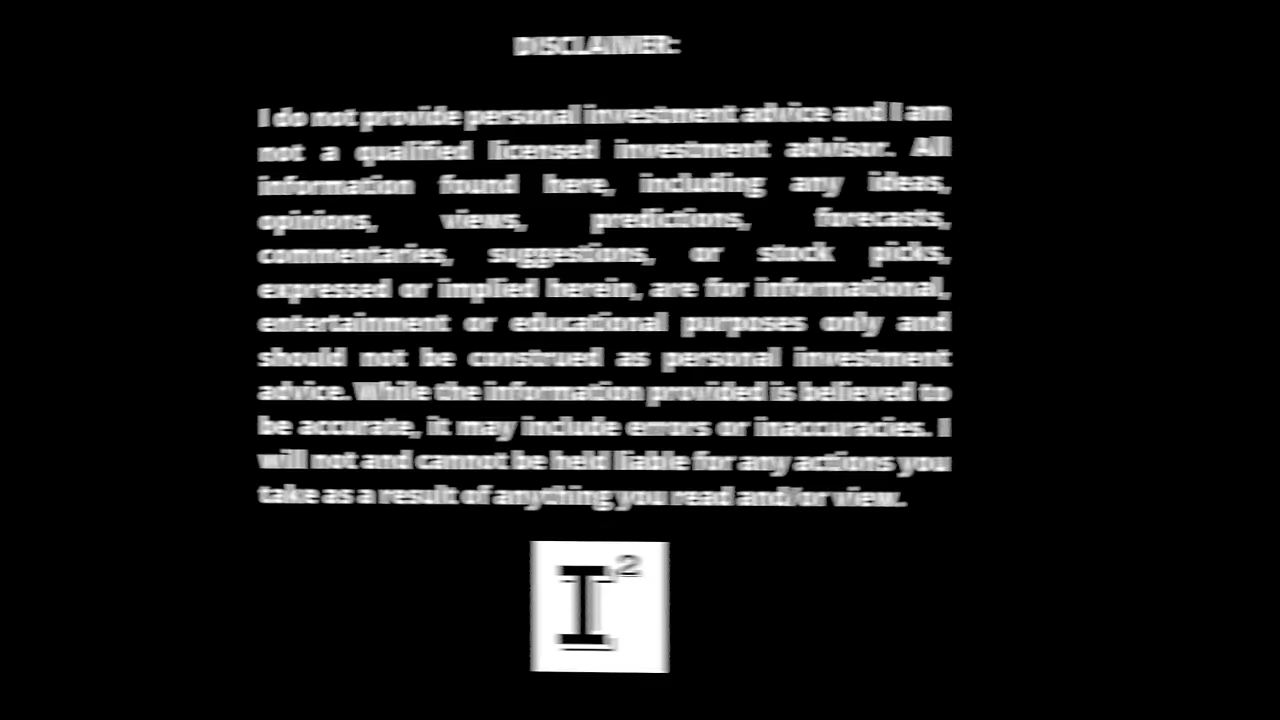 DISCLAIMER:
I do not provide personal investment advice and I am
not a qualified licensed investment advisor. All
information found here, including any ideas,
opinions, views, predictions, forecasts,
commentaries, suggestions, or stock picks,
expressed or implied herein, are for informational,
entertainment or educational purposes only and
should not be construed as personal investment
advice. While the information provided is believed to
be accurate, it may include errors or inaccuracies. I
will not and cannot be held liable for any actions you
take as a result of anything you read and/or view.
I²